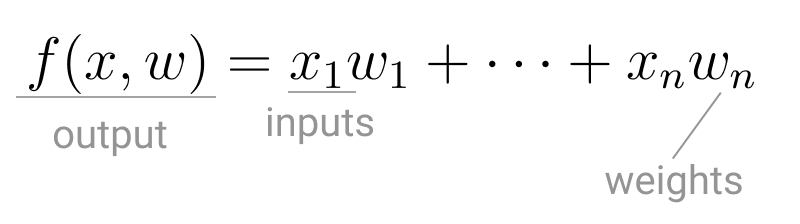 f(x, w) = x₁w₁ + · · · + xₙwₙ
output
inputs
weights